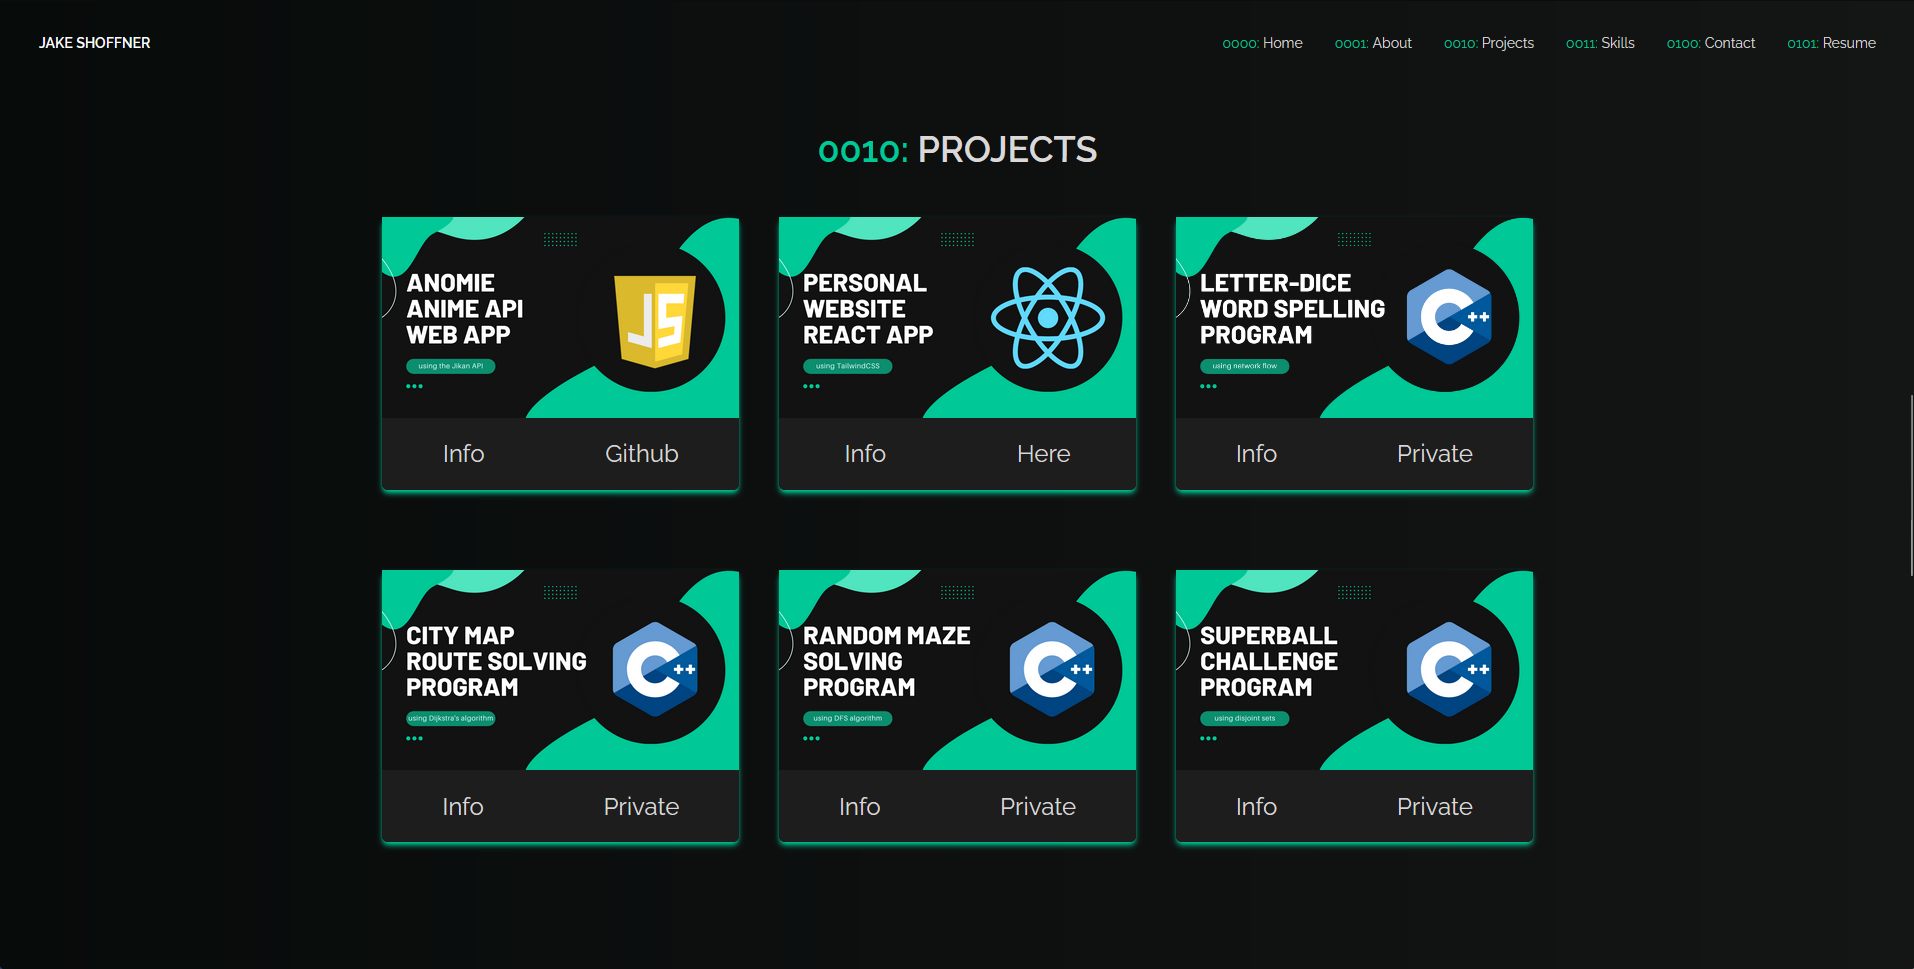 JAKE SHOFFNER
0000: Home 0001: About 0010: Projects 0011: Skills 0100: Contact 0101: Resume
0010: PROJECTS
ANOMIE
ANIME API
WEB APP
using the Jikan API
JS
Info Github
PERSONAL
WEBSITE
REACT APP
using TailwindCSS
Info Here
LETTER-DICE
WORD SPELLING
PROGRAM
using network flow
C++
Info Private
CITY MAP
ROUTE SOLVING
PROGRAM
using Dijkstra's algorithm
C++
Info Private
RANDOM MAZE
SOLVING
PROGRAM
using DFS algorithm
C++
Info Private
SUPERBALL
CHALLENGE
PROGRAM
using disjoint sets
C++
Info Private